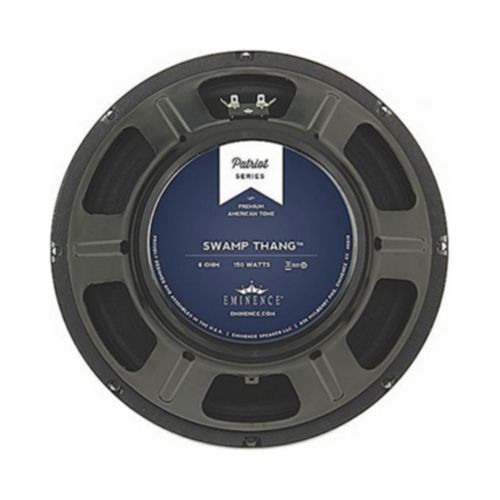 Patriot
SERIES
PREMIUM
AMERICAN TONE
SWAMP THANG™
8 OHM 150 WATTS
EMINENCE
EMINENCE.COM
PROUDLY DESIGNED AND ASSEMBLED IN THE U.S.A. | EMINENCE SPEAKER LLC | 838 MULBERRY PIKE, EMINENCE, KY 40019